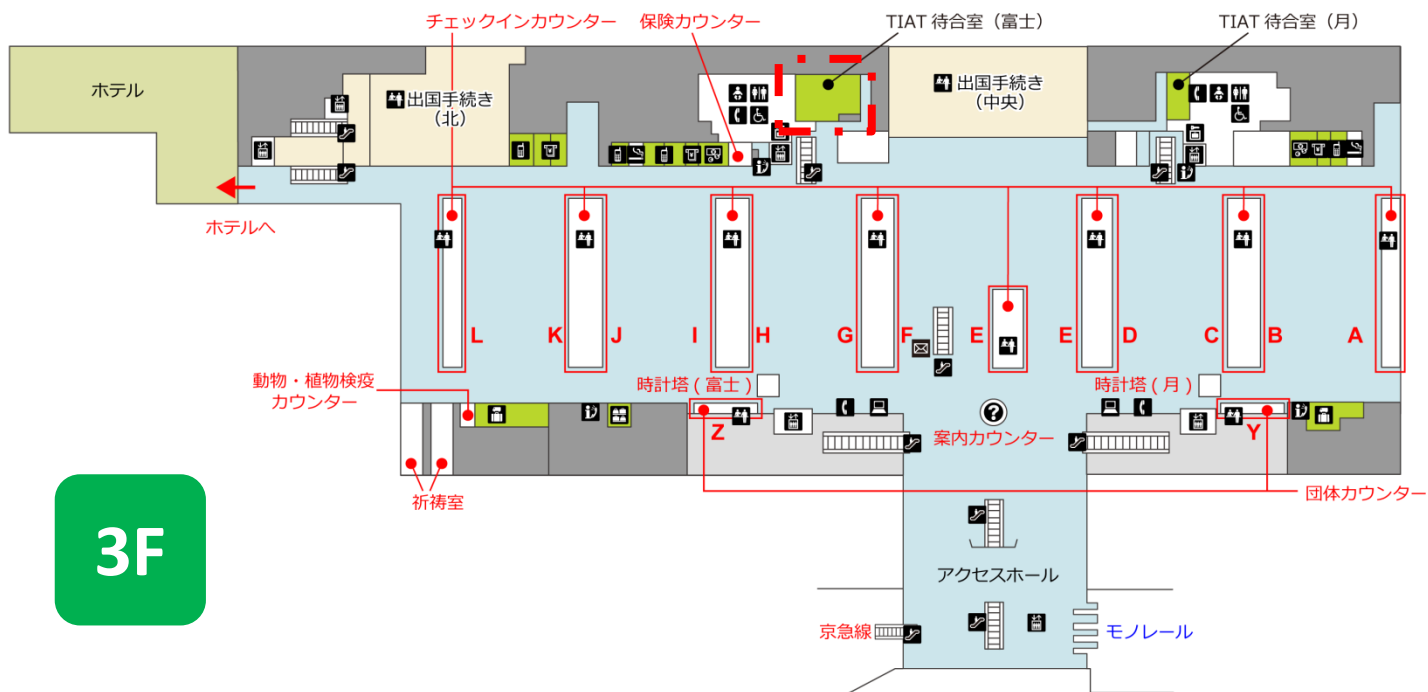 チェックインカウンター
保険カウンター
TIAT 待合室（富士）
TIAT 待合室（月）
ホテル
出国手続き
（北）
出国手続き
（中央）
ホテルへ
L
K
J
I
H
G
F
E
E
D
C
B
A
動物・植物検疫
カウンター
時計塔 ( 富士 )
時計塔 ( 月 )
Z
?
案内カウンター
Y
祈祷室
団体カウンター
3F
アクセスホール
京急線
モノレール